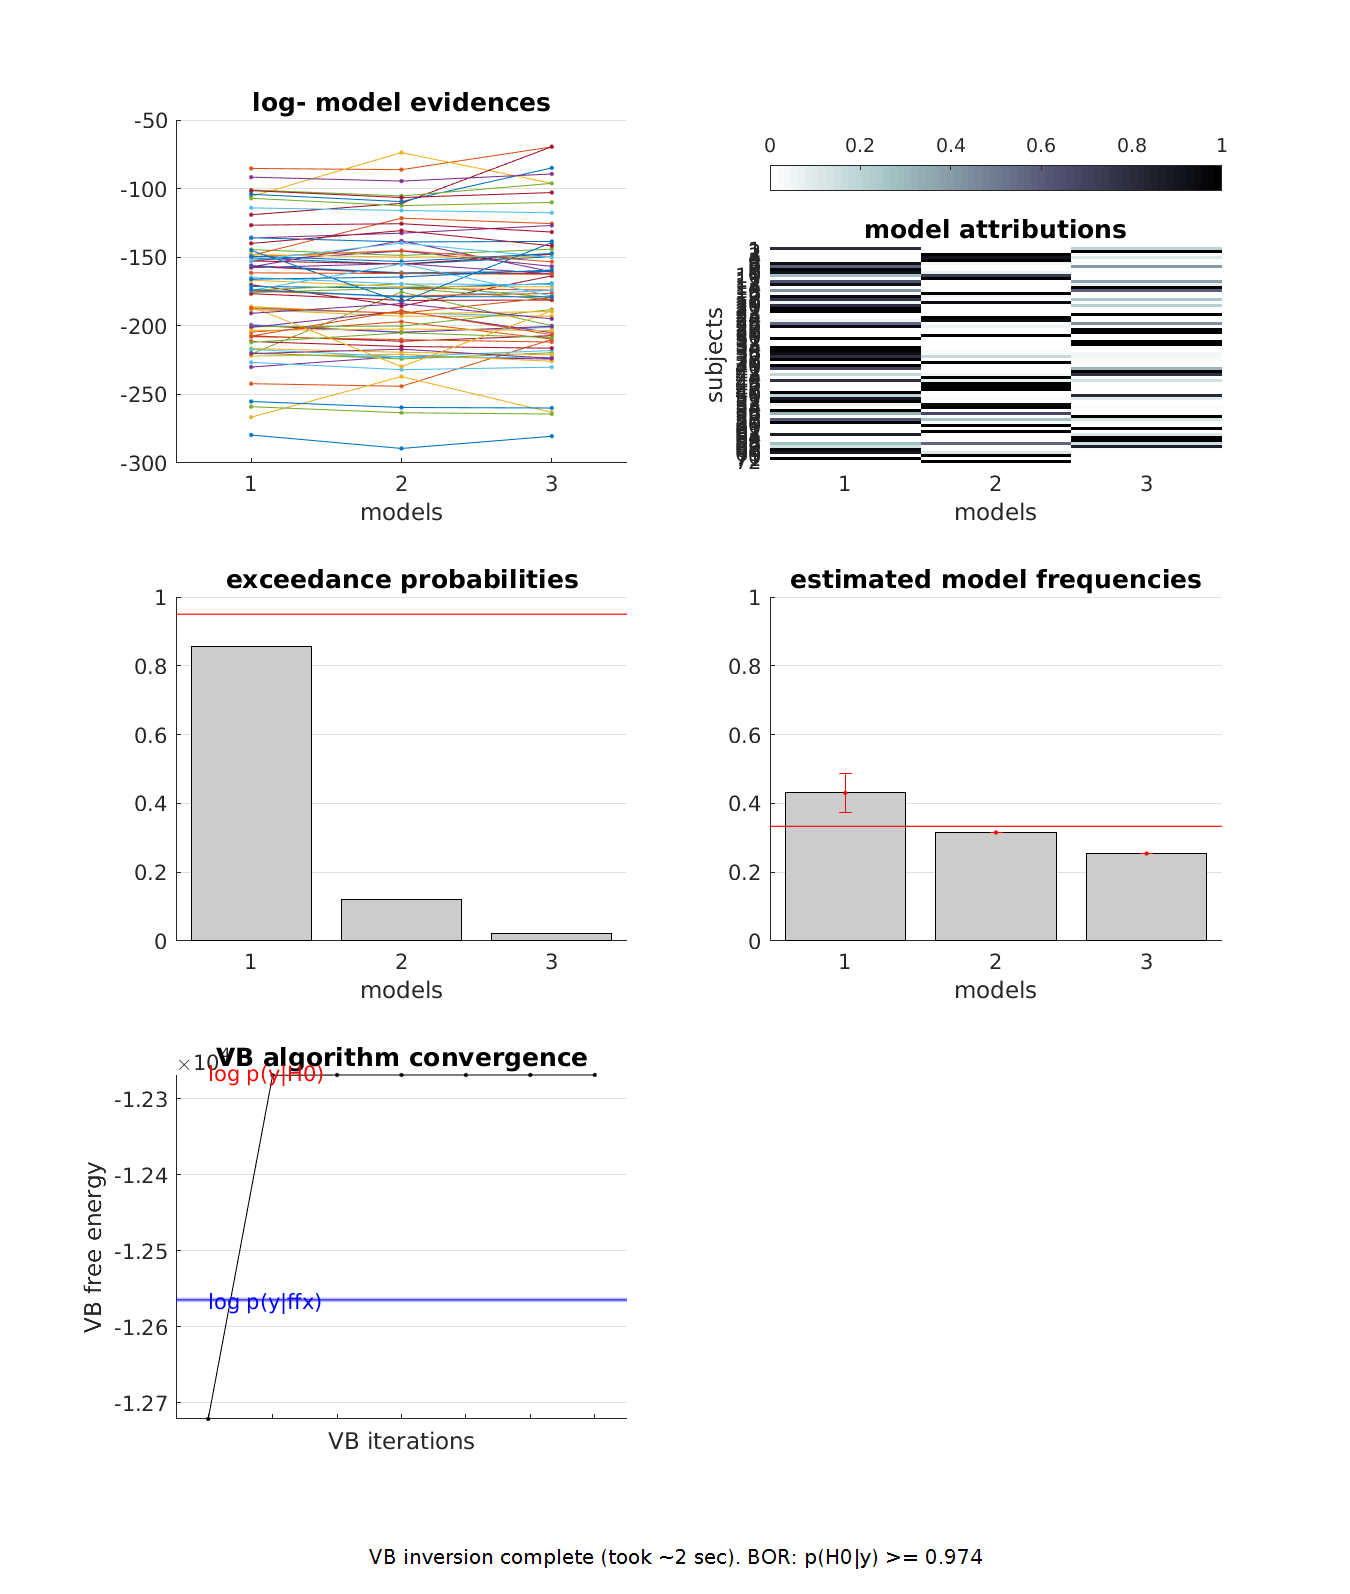 log- model evidences
-50
-100
-150
-200
-250
-300
1 2 3
models
0 0.2 0.4 0.6 0.8 1
model attributions
subjects
1 2 3
models
exceedance probabilities
1
0.8
0.6
0.4
0.2
0
1 2 3
models
estimated model frequencies
1
0.8
0.6
0.4
0.2
0
1 2 3
models
VB algorithm convergence
×10
log p(y|H0)
-1.23
-1.24
-1.25
-1.26
-1.27
log p(y|ffx)
VB free energy
VB iterations
VB inversion complete (took ~2 sec). BOR: p(H0|y) >= 0.974